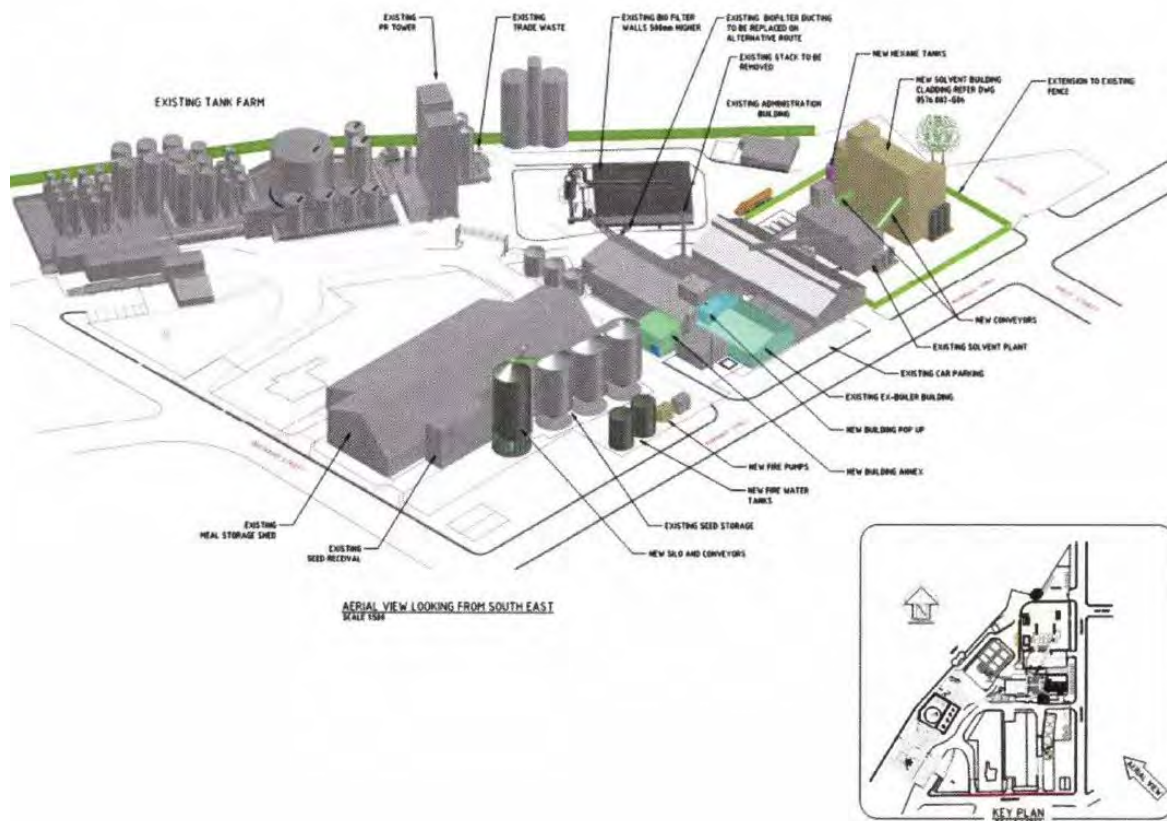 EXISTING
PR TOWER
EXISTING
TRADE WASTE
EXISTING BIO FILTER
WALLS 500mm HIGHER
EXISTING BIOFILTER DUCTING
TO BE REPLACED ON
ALTERNATIVE ROUTE
EXISTING STACK TO BE
REMOVED
NEW HEXANE TANKS
NEW SOLVENT BUILDING
CLADDING REFER DWG
EXTENSION TO EXISTING
FENCE
EXISTING TANK FARM
EXISTING ADMINISTRATION
BUILDING
NEW CONVEYORS
EXISTING SOLVENT PLANT
EXISTING CAR PARKING
EXISTING EX-BOILER BUILDING
NEW BUILDING POP UP
NEW BUILDING ANNEX
NEW FIRE PUMPS
NEW FIRE WATER
TANKS
EXISTING SEED STORAGE
NEW SILO AND CONVEYORS
EXISTING
MEAL STORAGE SHED
EXISTING
SEED RECEIVAL
AERIAL VIEW LOOKING FROM SOUTH EAST
N
AERIAL VIEW
KEY PLAN